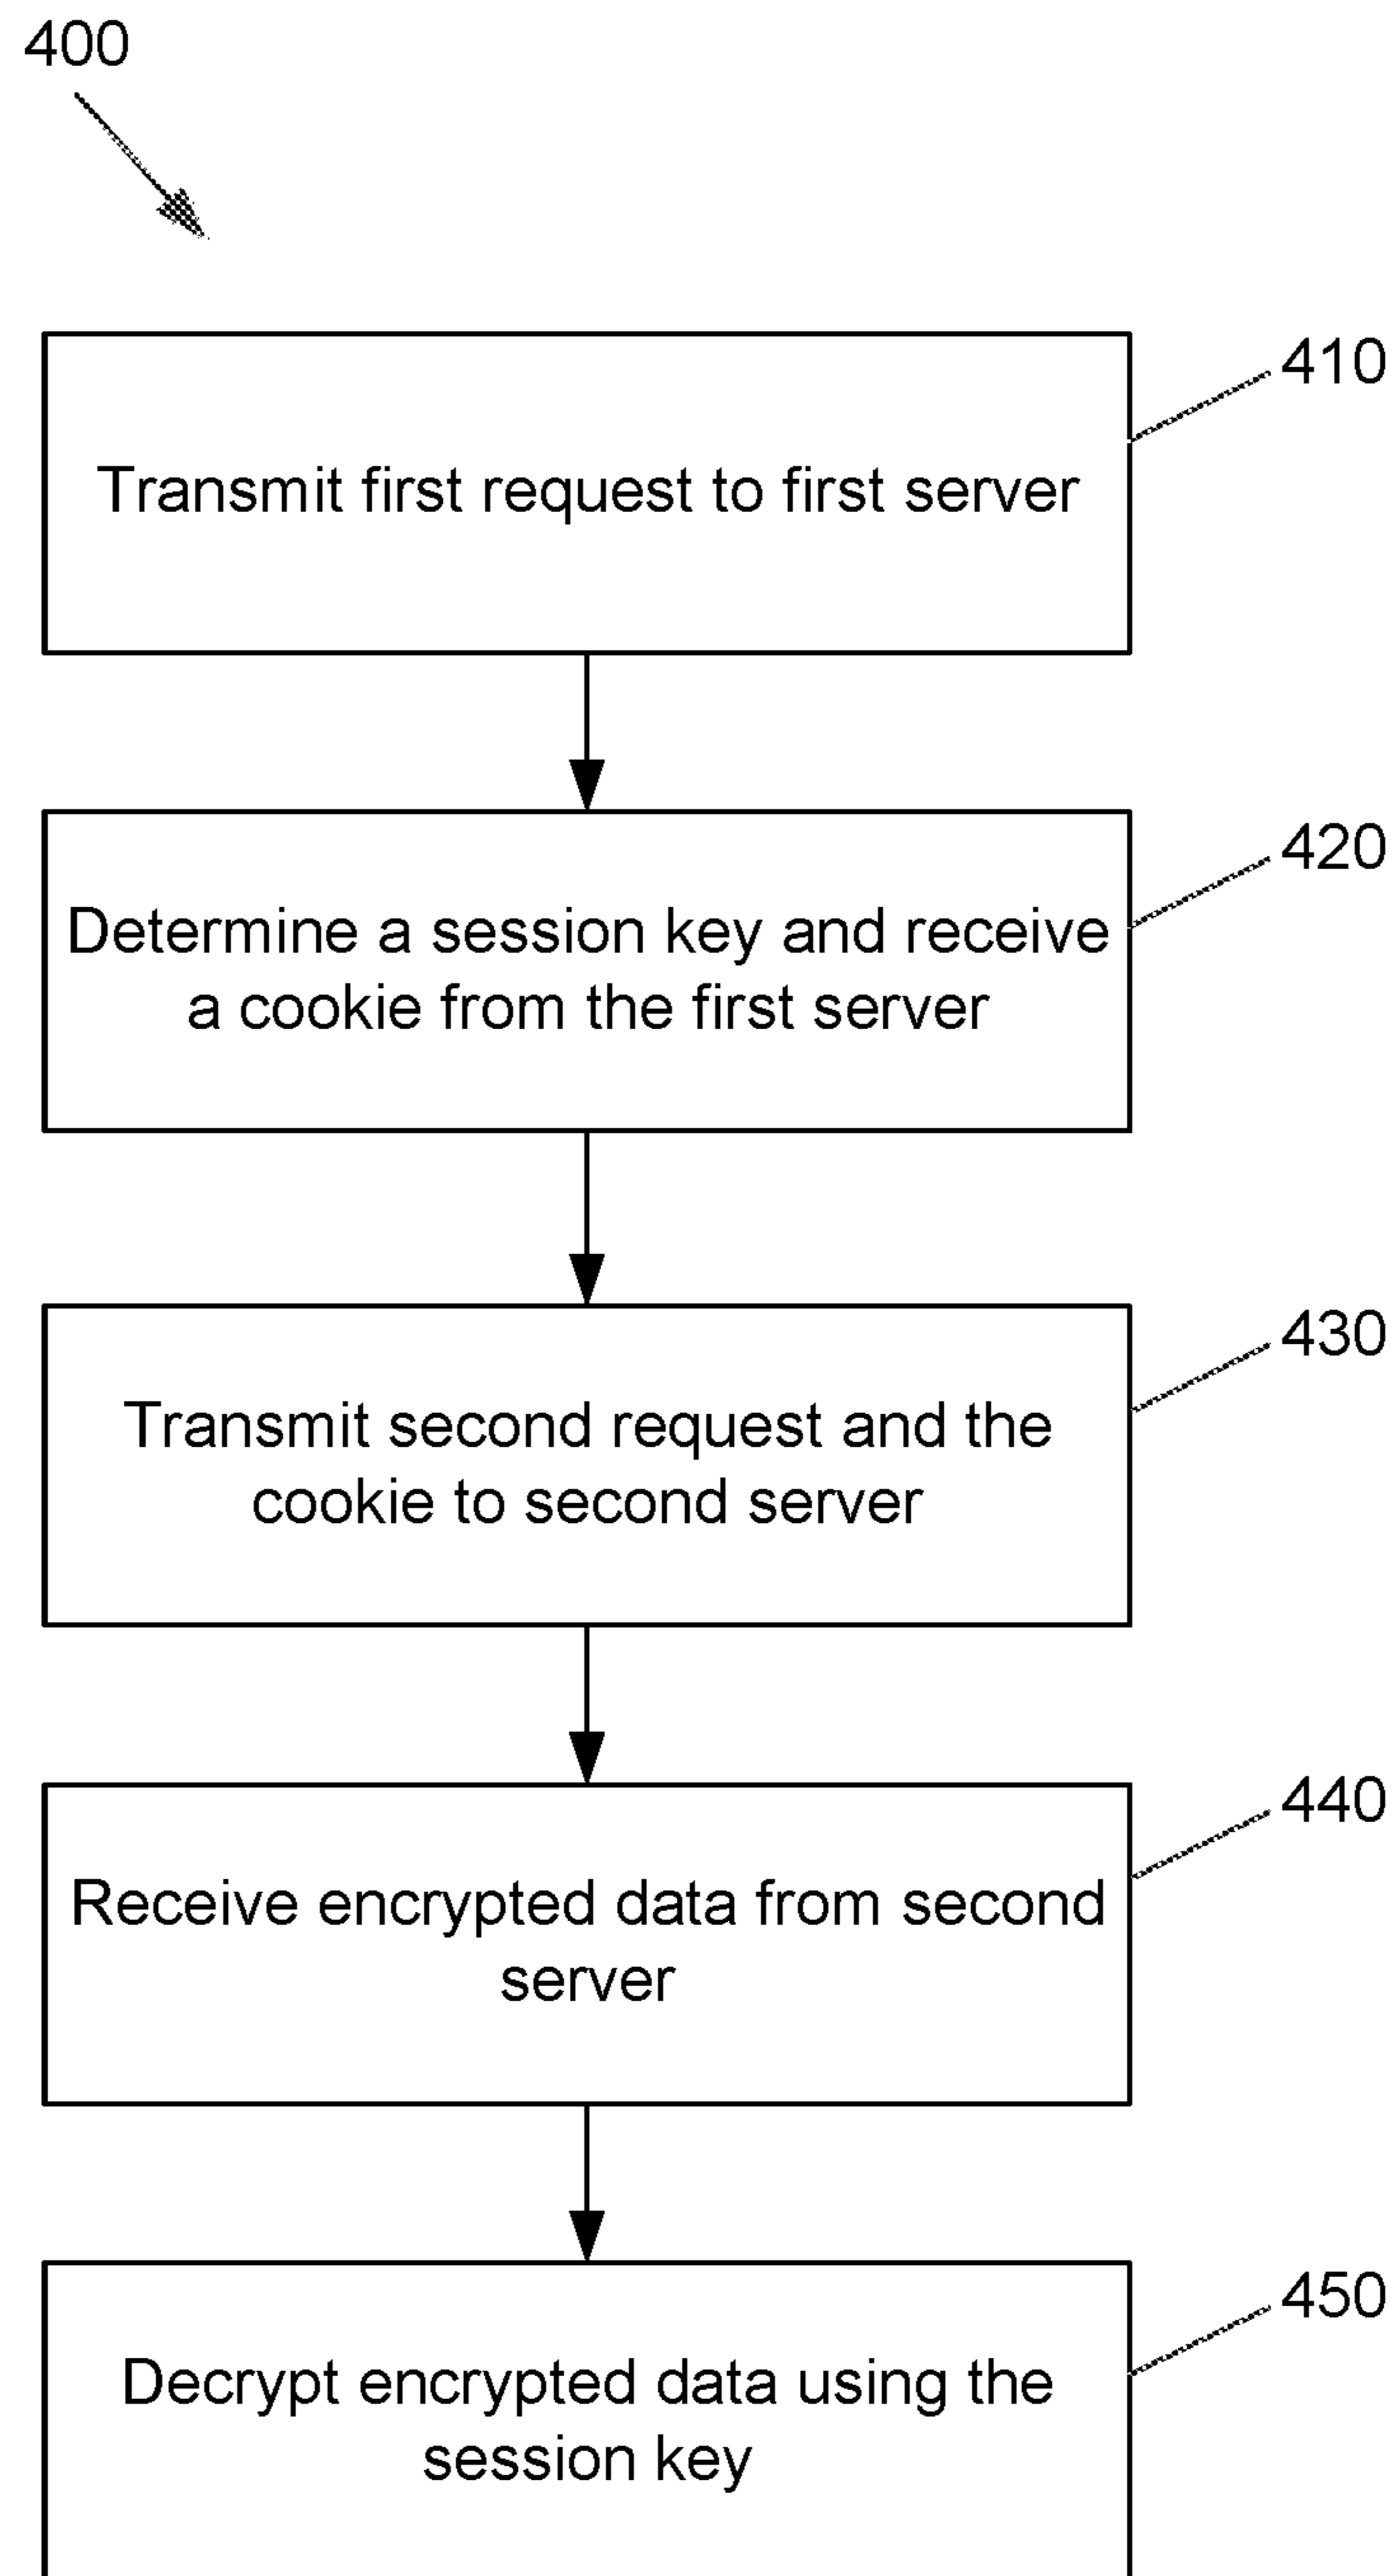 400
410
Transmit first request to first server
420
Determine a session key and receive
a cookie from the first server
430
Transmit second request and the
cookie to second server
440
Receive encrypted data from second
server
450
Decrypt encrypted data using the
session key